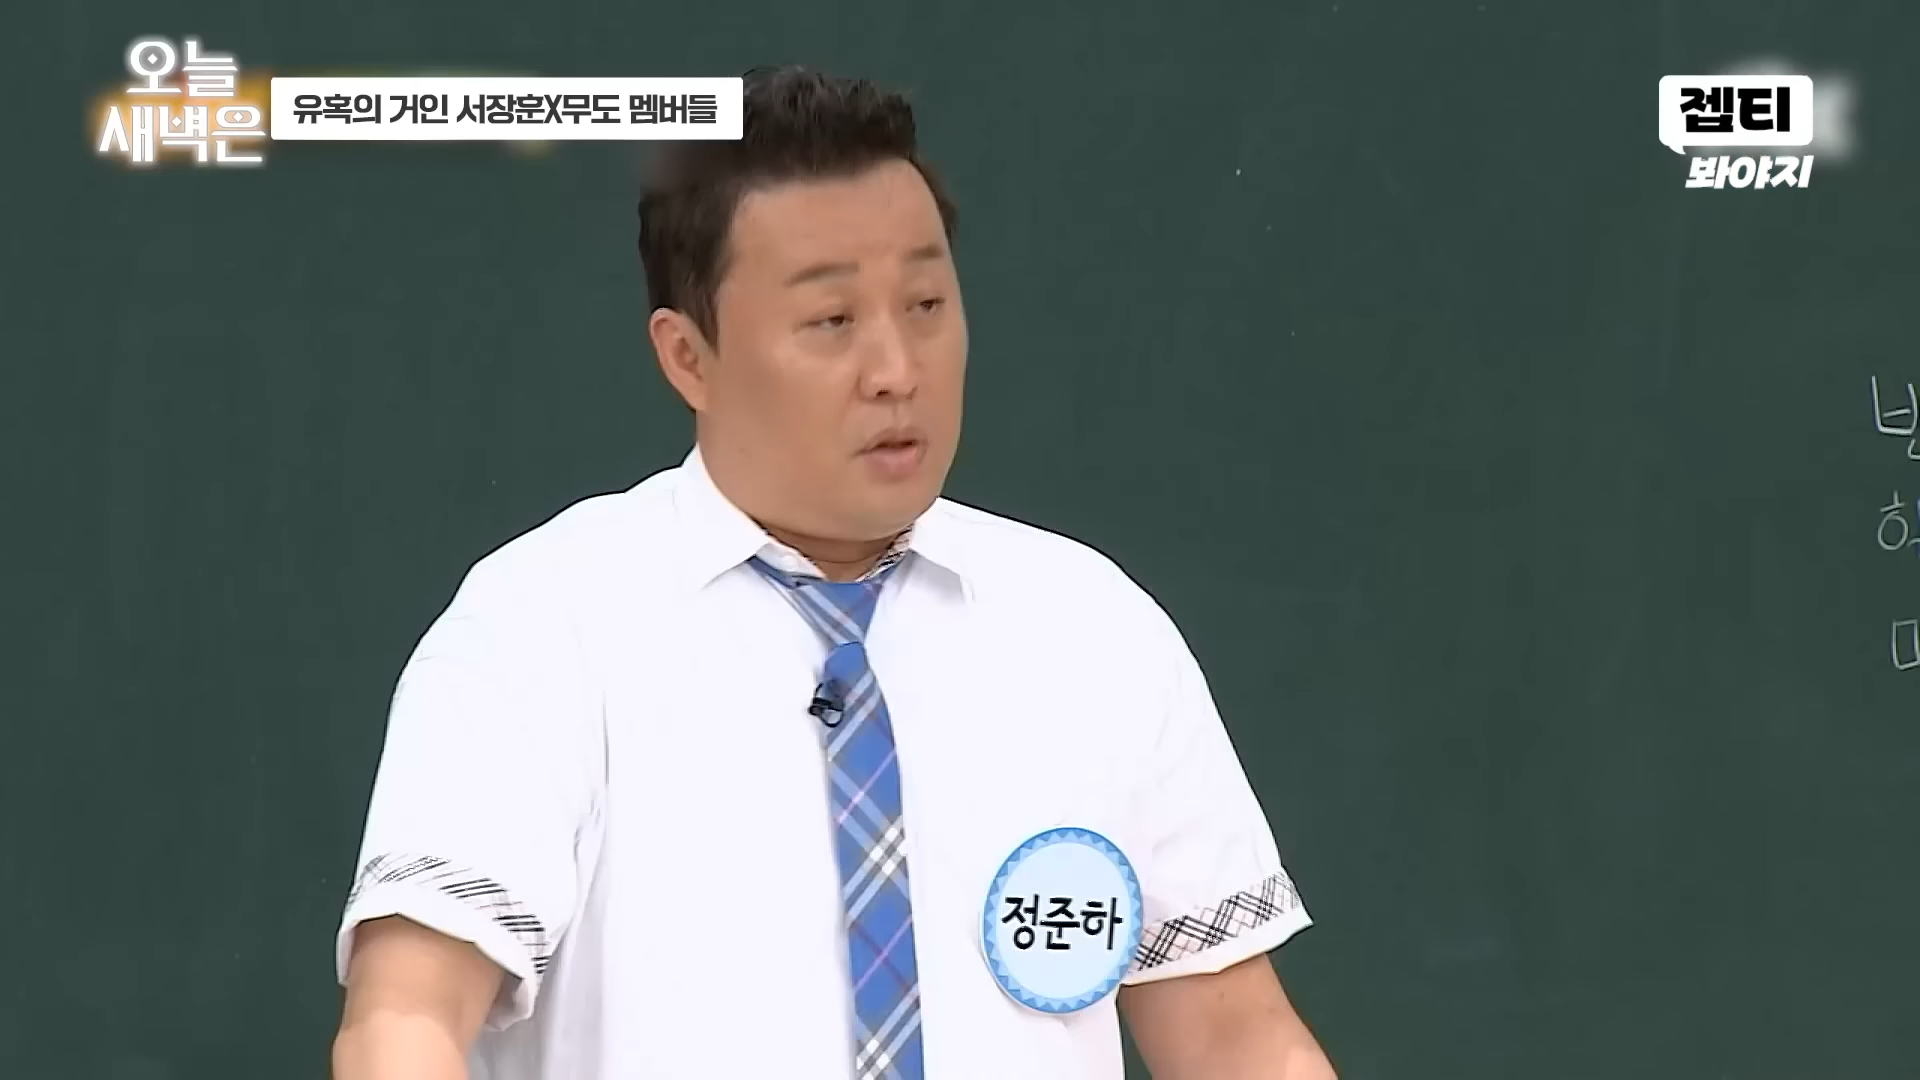 오늘
새벽은
유혹의 거인 서장훈X무도 멤버들
젭티
봐야지
정준하